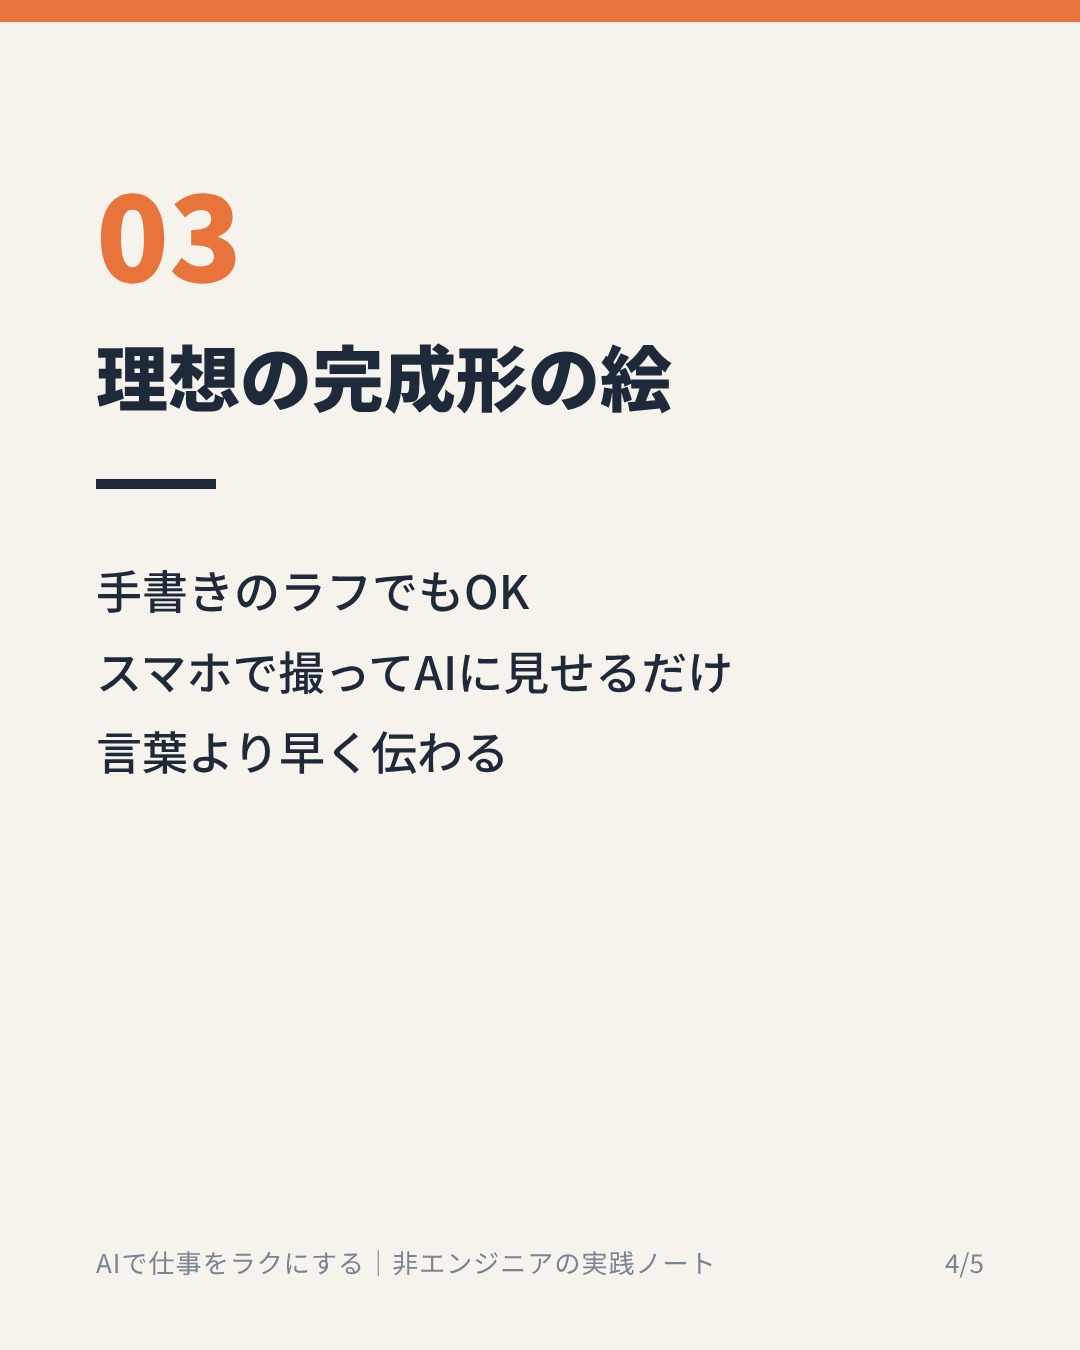 03
理想の完成形の絵
手書きのラフでもOK
スマホで撮ってAIに見せるだけ
言葉より早く伝わる
AIで仕事をラクにする｜非エンジニアの実践ノート
4/5